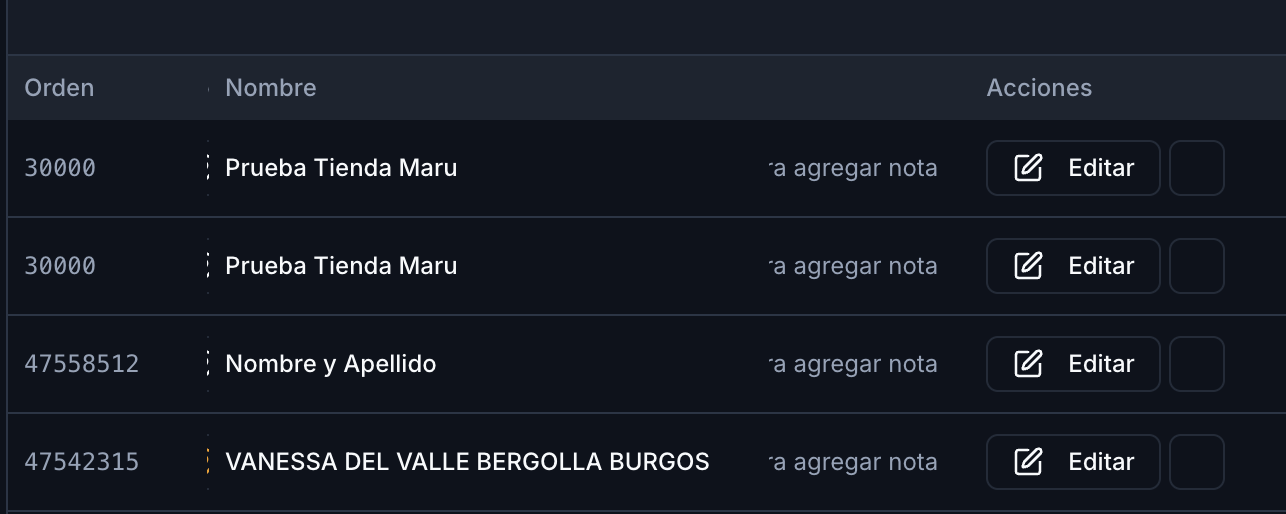 Orden Nombre Acciones
30000 Prueba Tienda Maru ra agregar nota Editar
30000 Prueba Tienda Maru ra agregar nota Editar
47558512 Nombre y Apellido ra agregar nota Editar
47542315 VANESSA DEL VALLE BERGOLLA BURGOS ra agregar nota Editar